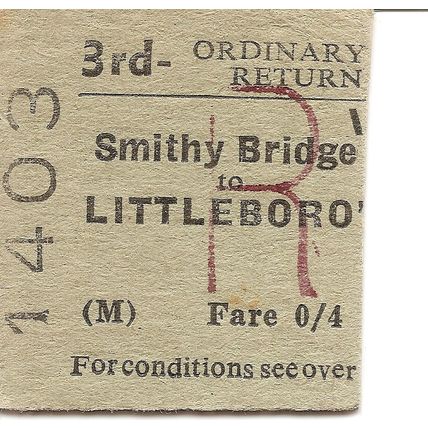 3rd- ORDINARY
RETURN
Smithy Bridge
to
LITTLEBORO'
R
(M) Fare 0/4
For conditions see over
1403